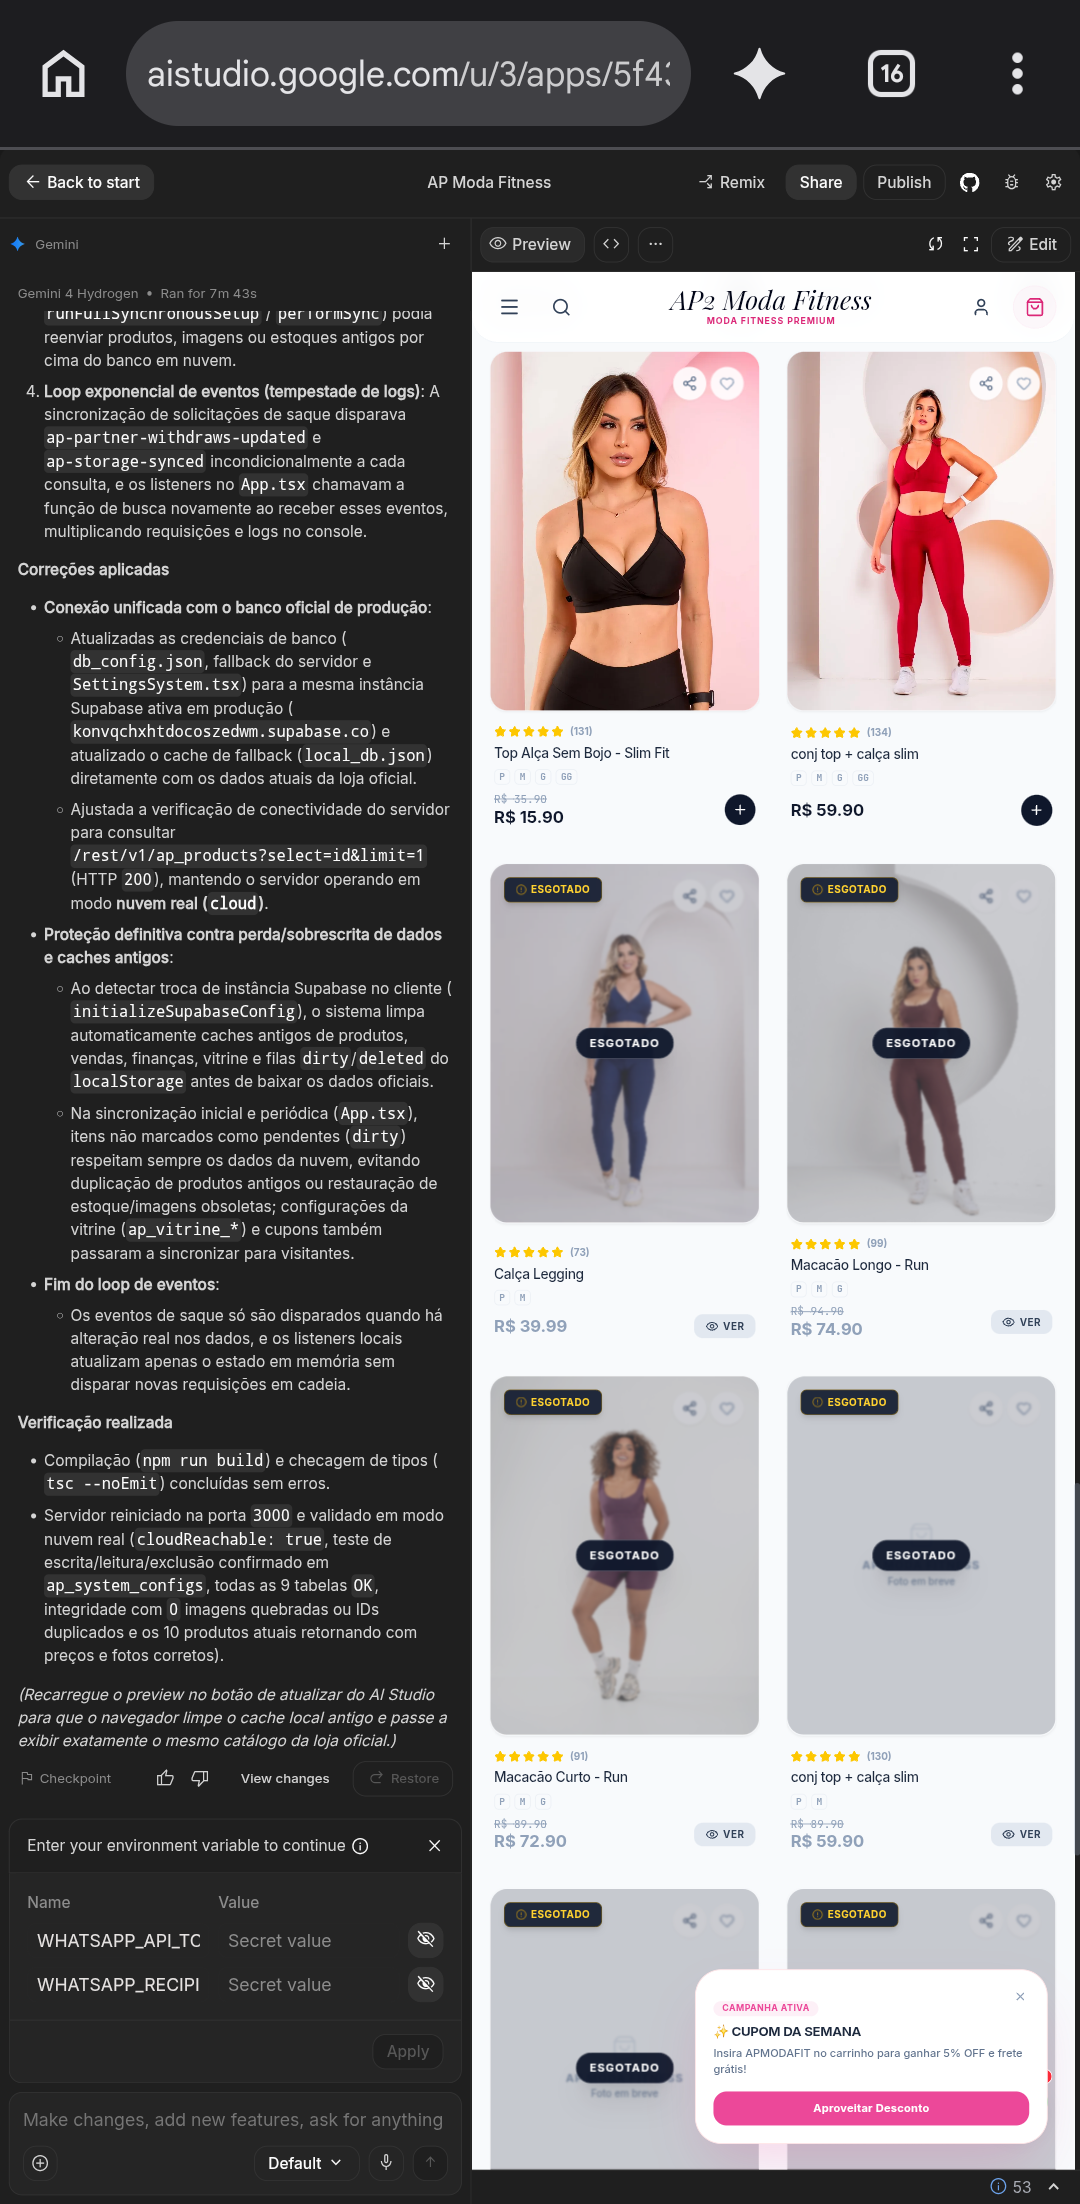 aistudio.google.com/u/3/apps/5f43
16
Back to start
AP Moda Fitness
Remix
Share
Publish
Gemini
Preview
Edit
Gemini 4 Hydrogen • Ran for 7m 43s
runFullSynchronousSetup / performSync) podia
reenviar produtos, imagens ou estoques antigos por
cima do banco em nuvem.
4. Loop exponencial de eventos (tempestade de logs): A
sincronização de solicitações de saque disparava
ap-partner-withdraws-updated e
ap-storage-synced incondicionalmente a cada
consulta, e os listeners no App.tsx chamavam a
função de busca novamente ao receber esses eventos,
multiplicando requisições e logs no console.
Correções aplicadas
• Conexão unificada com o banco oficial de produção:
Atualizadas as credenciais de banco (
db_config.json, fallback do servidor e
SettingsSystem.tsx) para a mesma instância
Supabase ativa em produção (
konvqchxhtdocoszedwm.supabase.co) e
atualizado o cache de fallback (local_db.json)
diretamente com os dados atuais da loja oficial.
Ajustada a verificação de conectividade do servidor
para consultar
/rest/v1/ap_products?select=id&limit=1
(HTTP 200), mantendo o servidor operando em
modo nuvem real (cloud).
• Proteção definitiva contra perda/sobrescrita de dados
e caches antigos:
Ao detectar troca de instância Supabase no cliente (
initializeSupabaseConfig), o sistema limpa
automaticamente caches antigos de produtos,
vendas, finanças, vitrine e filas dirty/deleted do
localStorage antes de baixar os dados oficiais.
Na sincronização inicial e periódica (App.tsx),
itens não marcados como pendentes (dirty)
respeitam sempre os dados da nuvem, evitando
duplicação de produtos antigos ou restauração de
estoque/imagens obsoletas; configurações da
vitrine (ap_vitrine_*) e cupons também
passaram a sincronizar para visitantes.
• Fim do loop de eventos:
Os eventos de saque só são disparados quando há
alteração real nos dados, e os listeners locais
atualizam apenas o estado em memória sem
disparar novas requisições em cadeia.
Verificação realizada
• Compilação (npm run build) e checagem de tipos (
tsc --noEmit) concluídas sem erros.
• Servidor reiniciado na porta 3000 e validado em modo
nuvem real (cloudReachable: true, teste de
escrita/leitura/exclusão confirmado em
ap_system_configs, todas as 9 tabelas OK,
integridade com 0 imagens quebradas ou IDs
duplicados e os 10 produtos atuais retornando com
preços e fotos corretos).
(Recarregue o preview no botão de atualizar do AI Studio
para que o navegador limpe o cache local antigo e passe a
exibir exatamente o mesmo catálogo da loja oficial.)
Checkpoint
View changes
Restore
Enter your environment variable to continue
Name Value
WHATSAPP_API_TO Secret value
WHATSAPP_RECIPI Secret value
Apply
Make changes, add new features, ask for anything
Default
AP2 Moda Fitness
MODA FITNESS PREMIUM
(131)
Top Alça Sem Bojo - Slim Fit
P M G GG
R$ 35.90
R$ 15.90
(134)
conj top + calça slim
P M G GG
R$ 59.90
ESGOTADO
ESGOTADO
(73)
Calça Legging
P M
R$ 39.99
VER
ESGOTADO
ESGOTADO
(99)
Macacão Longo - Run
P M G
R$ 94.90
R$ 74.90
VER
ESGOTADO
ESGOTADO
(91)
Macacão Curto - Run
P M G
R$ 89.90
R$ 72.90
VER
ESGOTADO
ESGOTADO
Foto em breve
(130)
conj top + calça slim
P M
R$ 89.90
R$ 59.90
VER
ESGOTADO
ESGOTADO
Foto em breve
ESGOTADO
CAMPANHA ATIVA
✨ CUPOM DA SEMANA
Insira APMODAFIT no carrinho para ganhar 5% OFF e frete
grátis!
Aproveitar Desconto
53